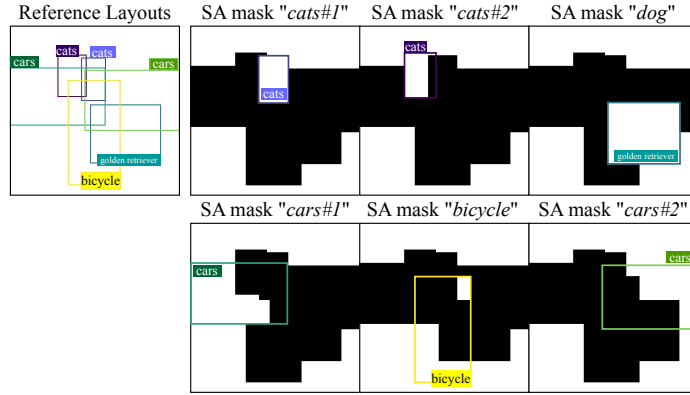 Reference Layouts
SA mask "cats#1"
SA mask "cats#2"
SA mask "dog"
cats
cats
cars
cars
golden retriever
bicycle
cats
cats
golden retriever
SA mask "cars#1"
SA mask "bicycle"
SA mask "cars#2"
cars
bicycle
cars